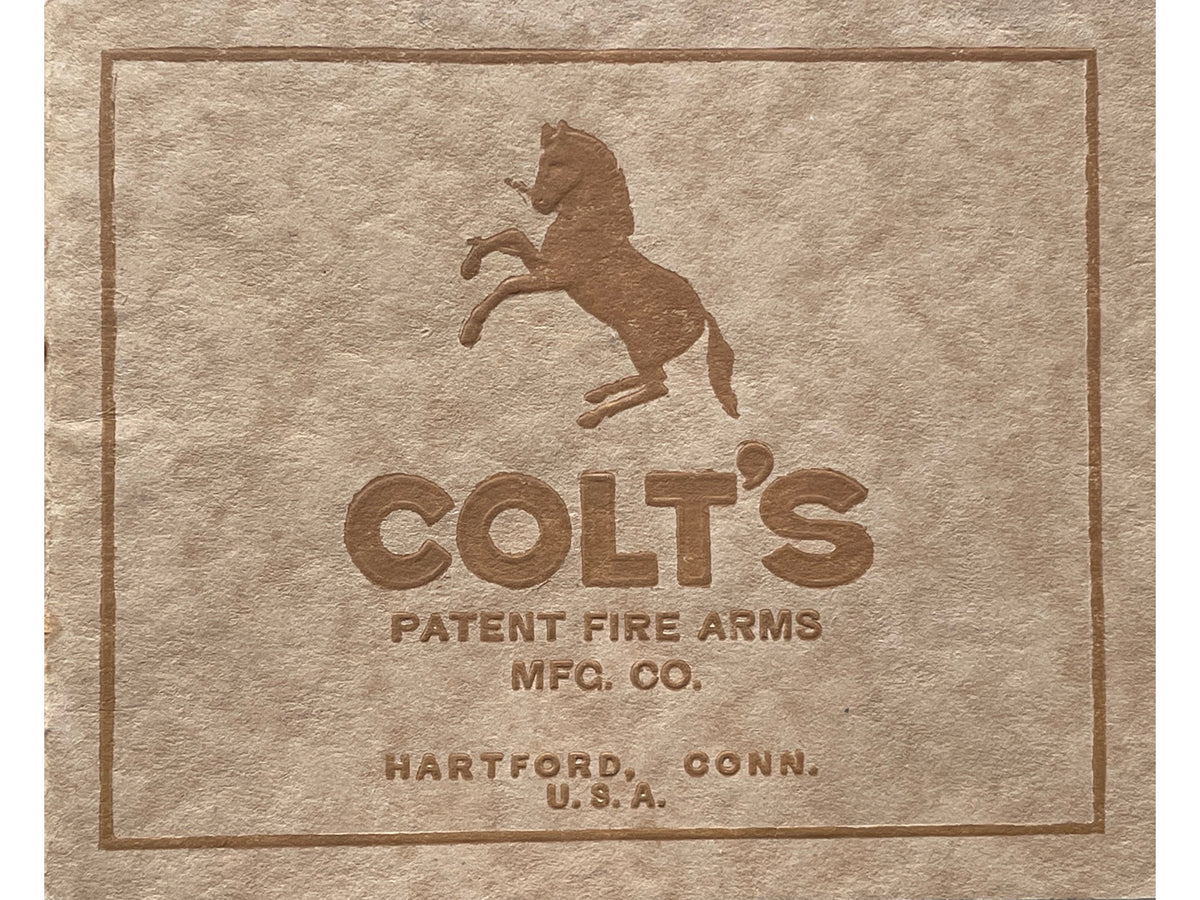 COLT'S
PATENT FIRE ARMS
MFG. CO.
HARTFORD, CONN.
U. S. A.